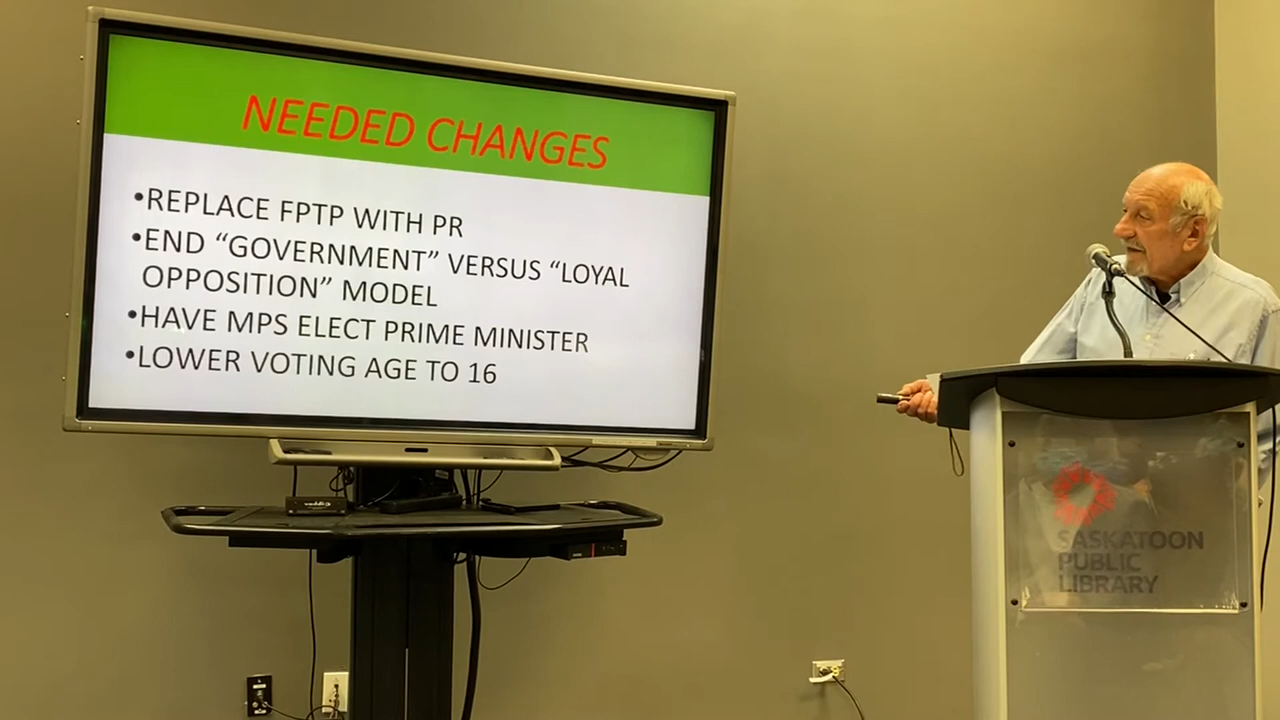 NEEDED CHANGES
•REPLACE FPTP WITH PR
•END “GOVERNMENT” VERSUS “LOYAL
OPPOSITION” MODEL
•HAVE MPS ELECT PRIME MINISTER
•LOWER VOTING AGE TO 16
SASKATOON
PUBLIC
LIBRARY